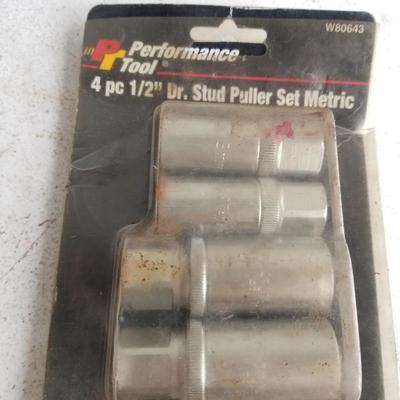 W80643
PT Performance
Tool
4 pc 1/2" Dr. Stud Puller Set Metric